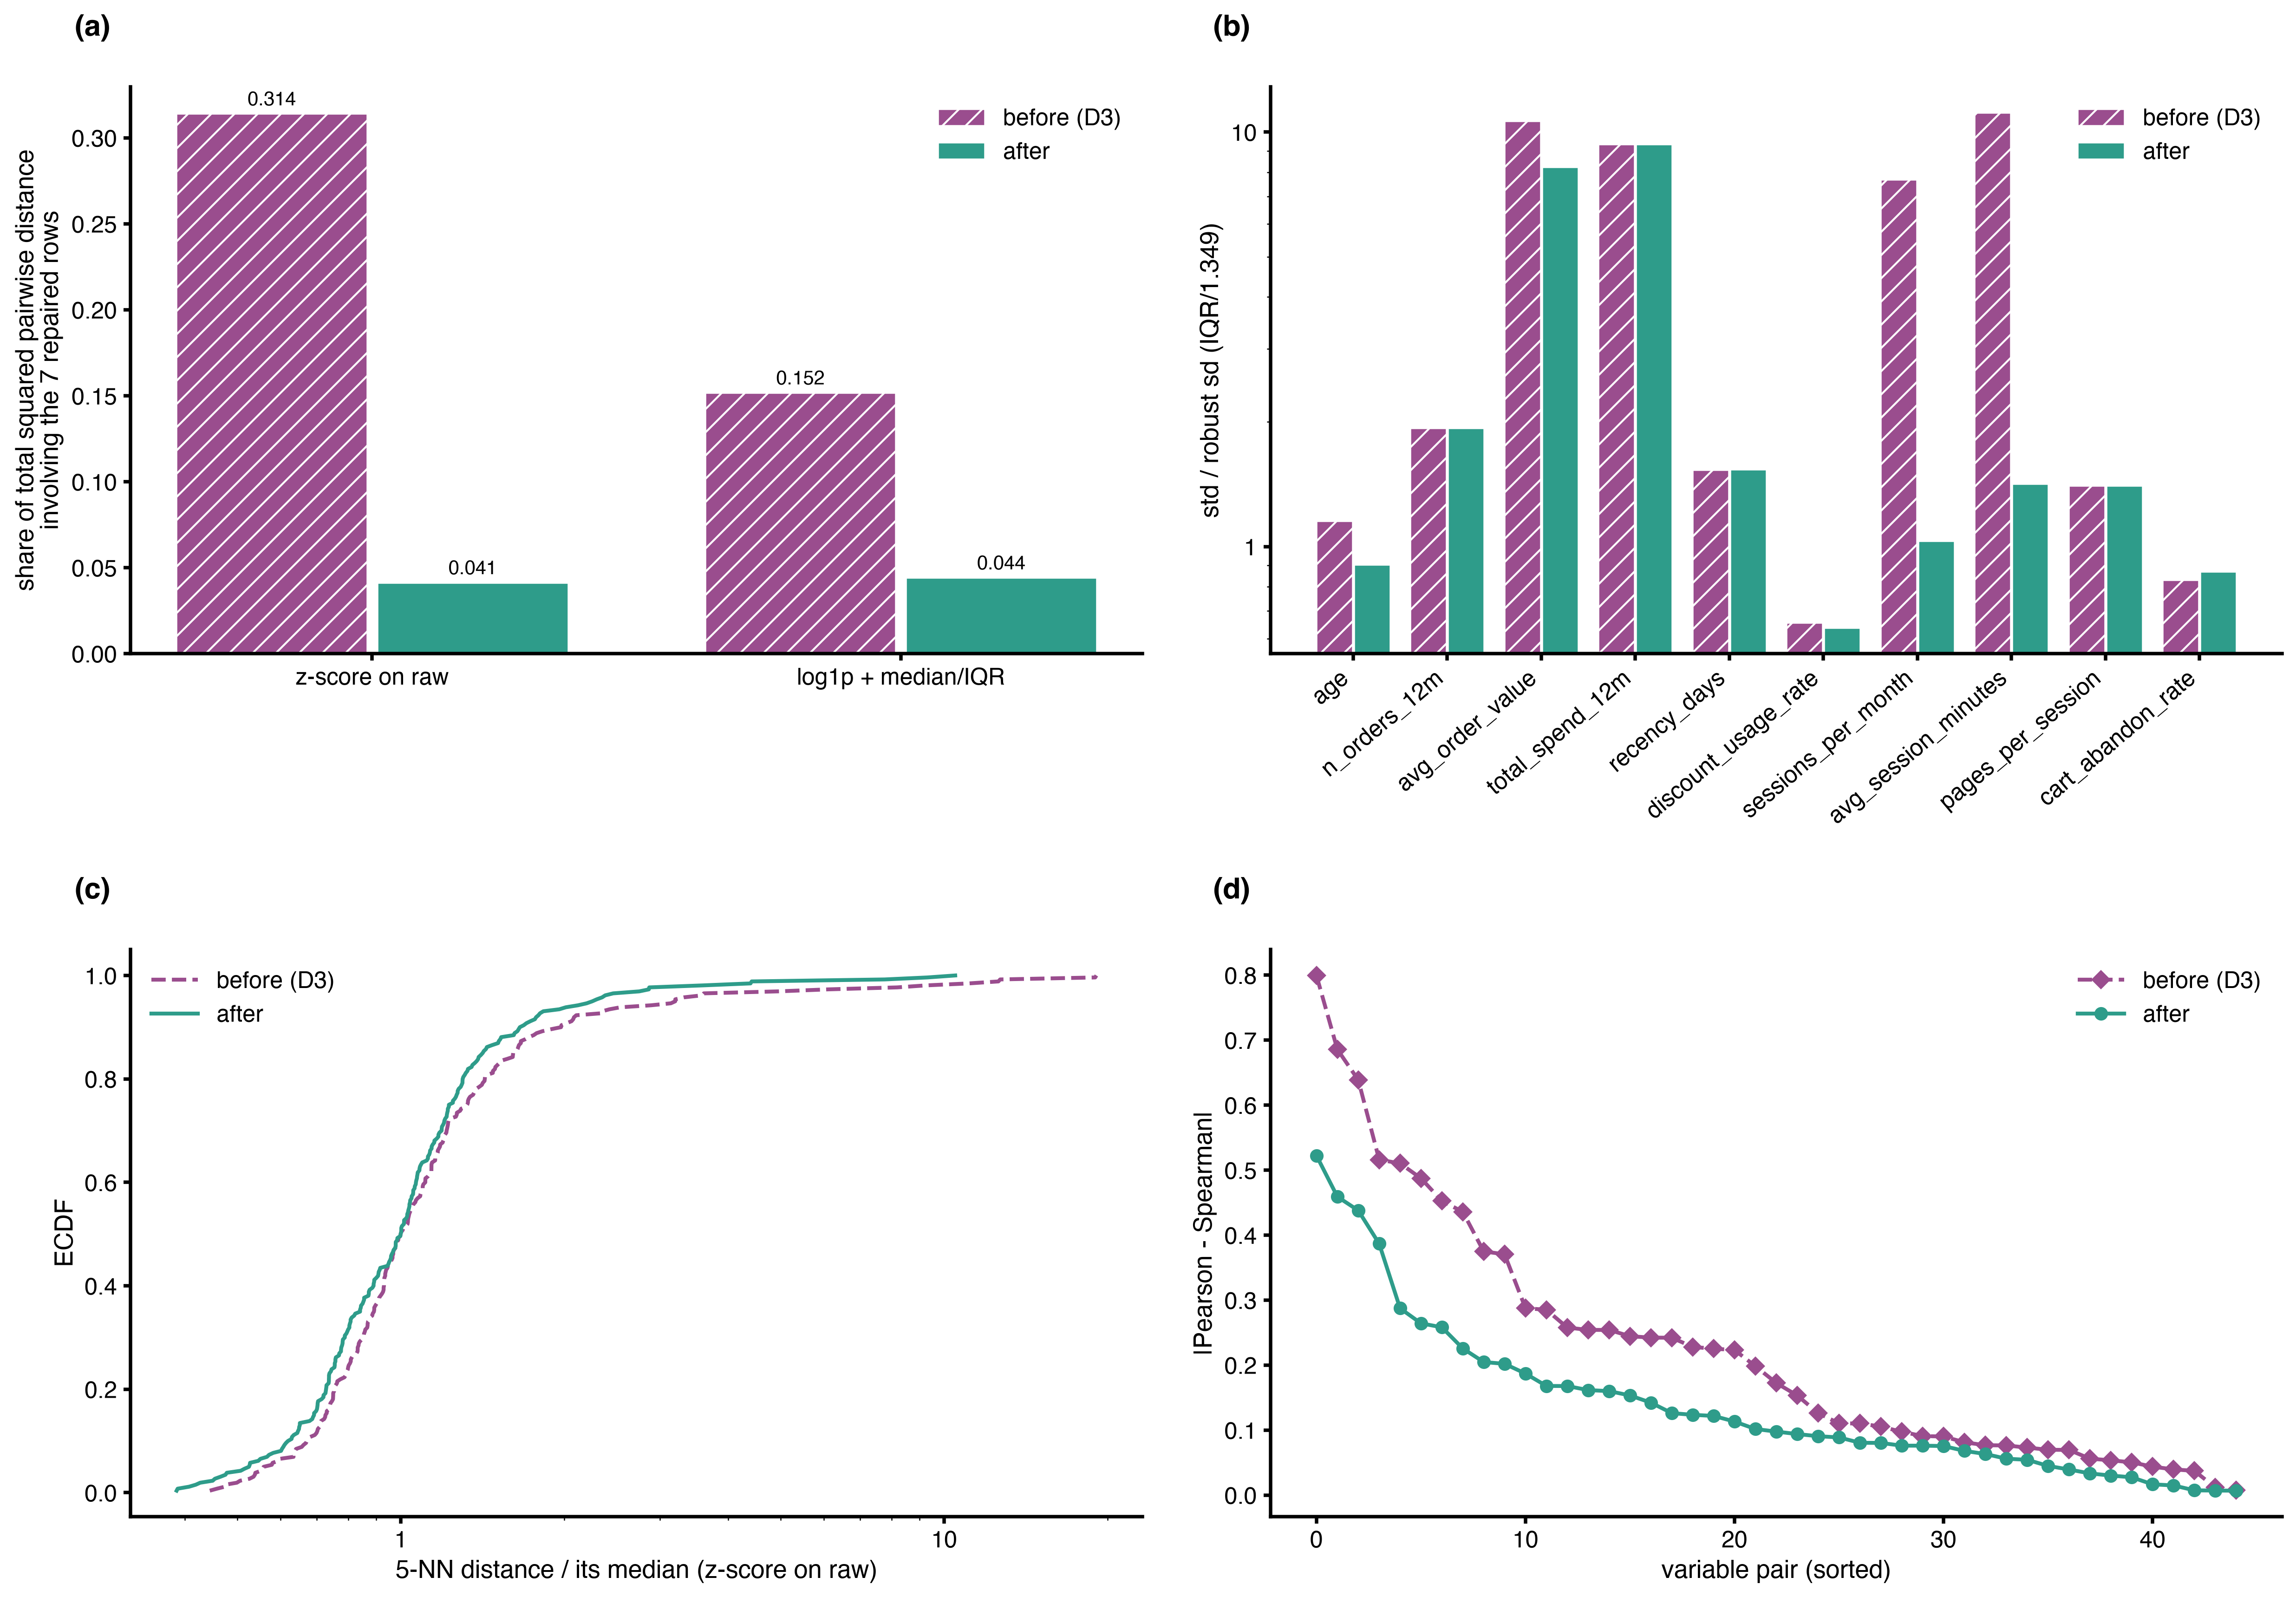 (a)
share of total squared pairwise distance
involving the 7 repaired rows
0.30
0.25
0.20
0.15
0.10
0.05
0.00
0.314
0.041
0.152
0.044
before (D3)
after
z-score on raw
log1p + median/IQR
(b)
std / robust sd (IQR/1.349)
10
1
before (D3)
after
age
n_orders_12m
avg_order_value
total_spend_12m
recency_days
discount_usage_rate
sessions_per_month
avg_session_minutes
pages_per_session
cart_abandon_rate
(c)
ECDF
1.0
0.8
0.6
0.4
0.2
0.0
before (D3)
after
1
10
5-NN distance / its median (z-score on raw)
(d)
|Pearson - Spearman|
0.8
0.7
0.6
0.5
0.4
0.3
0.2
0.1
0.0
before (D3)
after
0
10
20
30
40
variable pair (sorted)